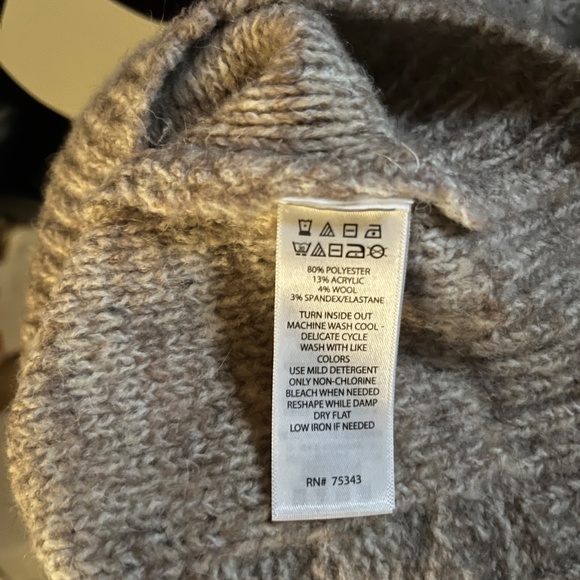 80% POLYESTER
13% ACRYLIC
4% WOOL
3% SPANDEX/ELASTANE
TURN INSIDE OUT
MACHINE WASH COOL -
DELICATE CYCLE
WASH WITH LIKE
COLORS
USE MILD DETERGENT
ONLY NON-CHLORINE
BLEACH WHEN NEEDED
RESHAPE WHILE DAMP
DRY FLAT
LOW IRON IF NEEDED
RN# 75343